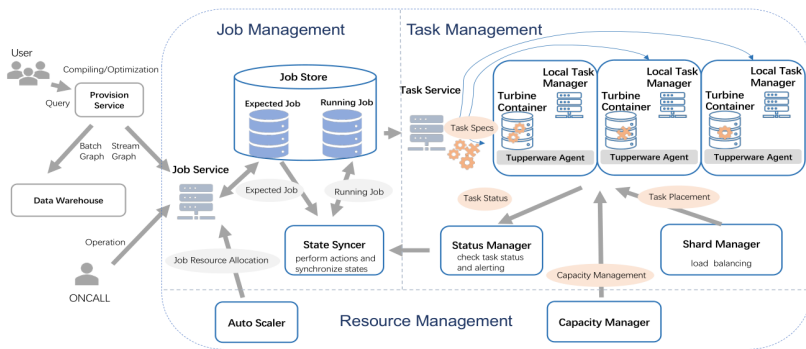 Job Management
Task Management
User
Compiling/Optimization
Query
Provision
Service
Batch
Graph
Stream
Graph
Data Warehouse
Operation
ONCALL
Job Service
Job Store
Expected Job
Running Job
Expected Job
Running Job
Job Resource Allocation
State Syncer
perform actions and
synchronize states
Auto Scaler
Task Service
Task Specs
Local Task
Manager
Turbine
Container
Tupperware Agent
Local Task
Manager
Turbine
Container
Tupperware Agent
Local Task
Manager
Turbine
Container
Tupperware Agent
Task Status
Task Placement
Status Manager
check task status
and alerting
Capacity Management
Shard Manager
load balancing
Resource Management
Capacity Manager